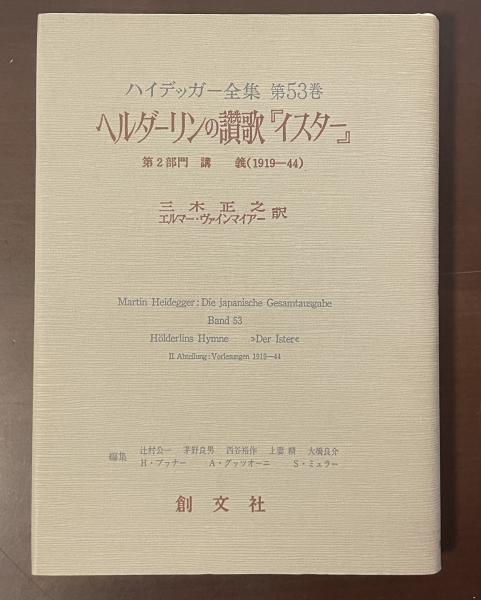 ハイデッガー全集 第53巻
ヘルダーリンの讚歌『イスター』
第2部門 講 義(1919―44)
三木正之
エルマー・ヴァインマイアー 訳
Martin Heidegger: Die japanische Gesamtausgabe
Band 53
Hölderlins Hymne »Der Ister«
II. Abteilung: Vorlesungen 1919―44
編集 辻村公一 茅野良男 西谷裕作 上妻 精 大橋良介
H・ブァナー A・グッツオーニ S・ミュラー
創文社